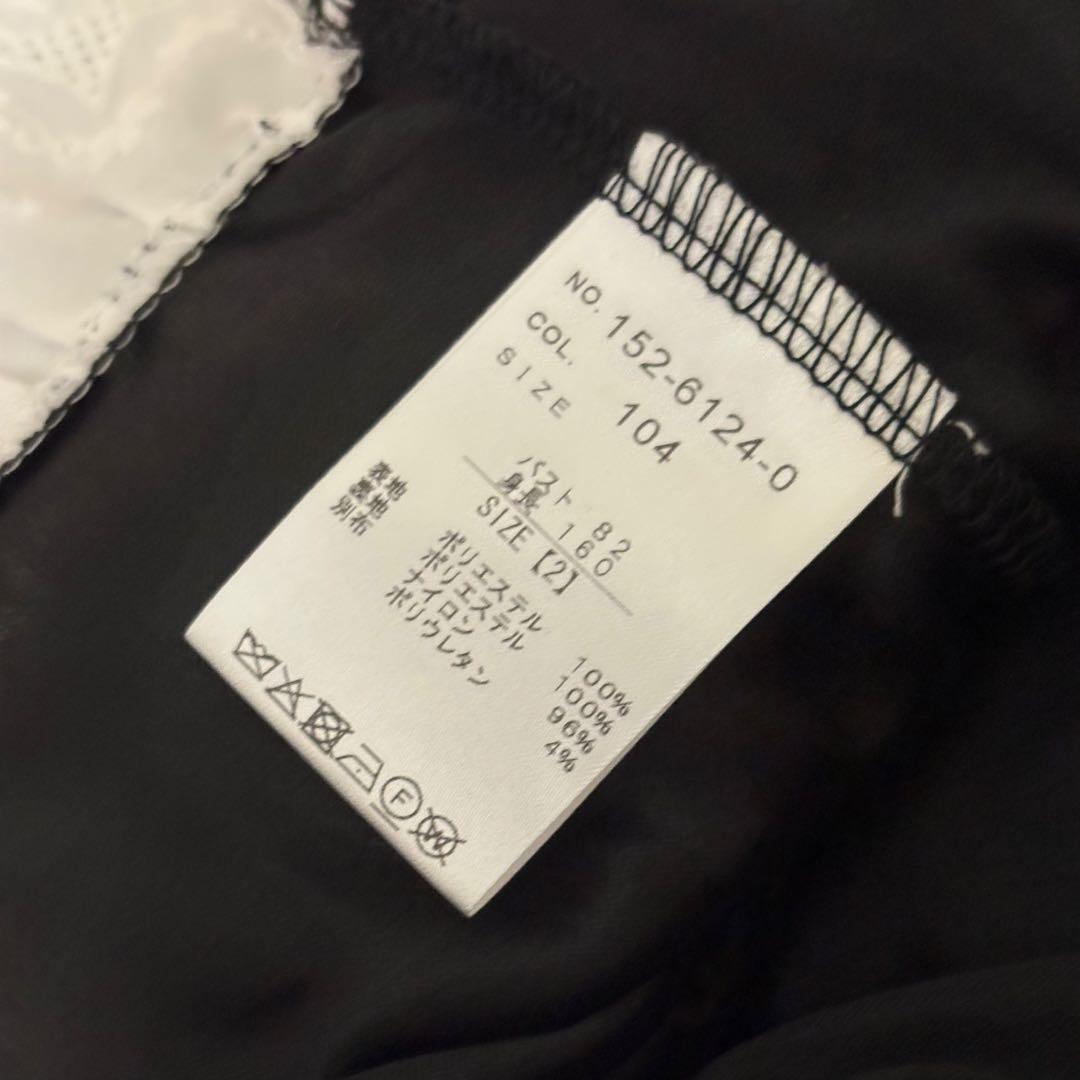 NO. 152-6124-0
COL. 104
SIZE
バスト 82
身長 160
SIZE【2】
表地 ポリエステル 100%
裏地 ポリエステル 100%
別布 ナイロン 96%
ポリウレタン 4%
F
W